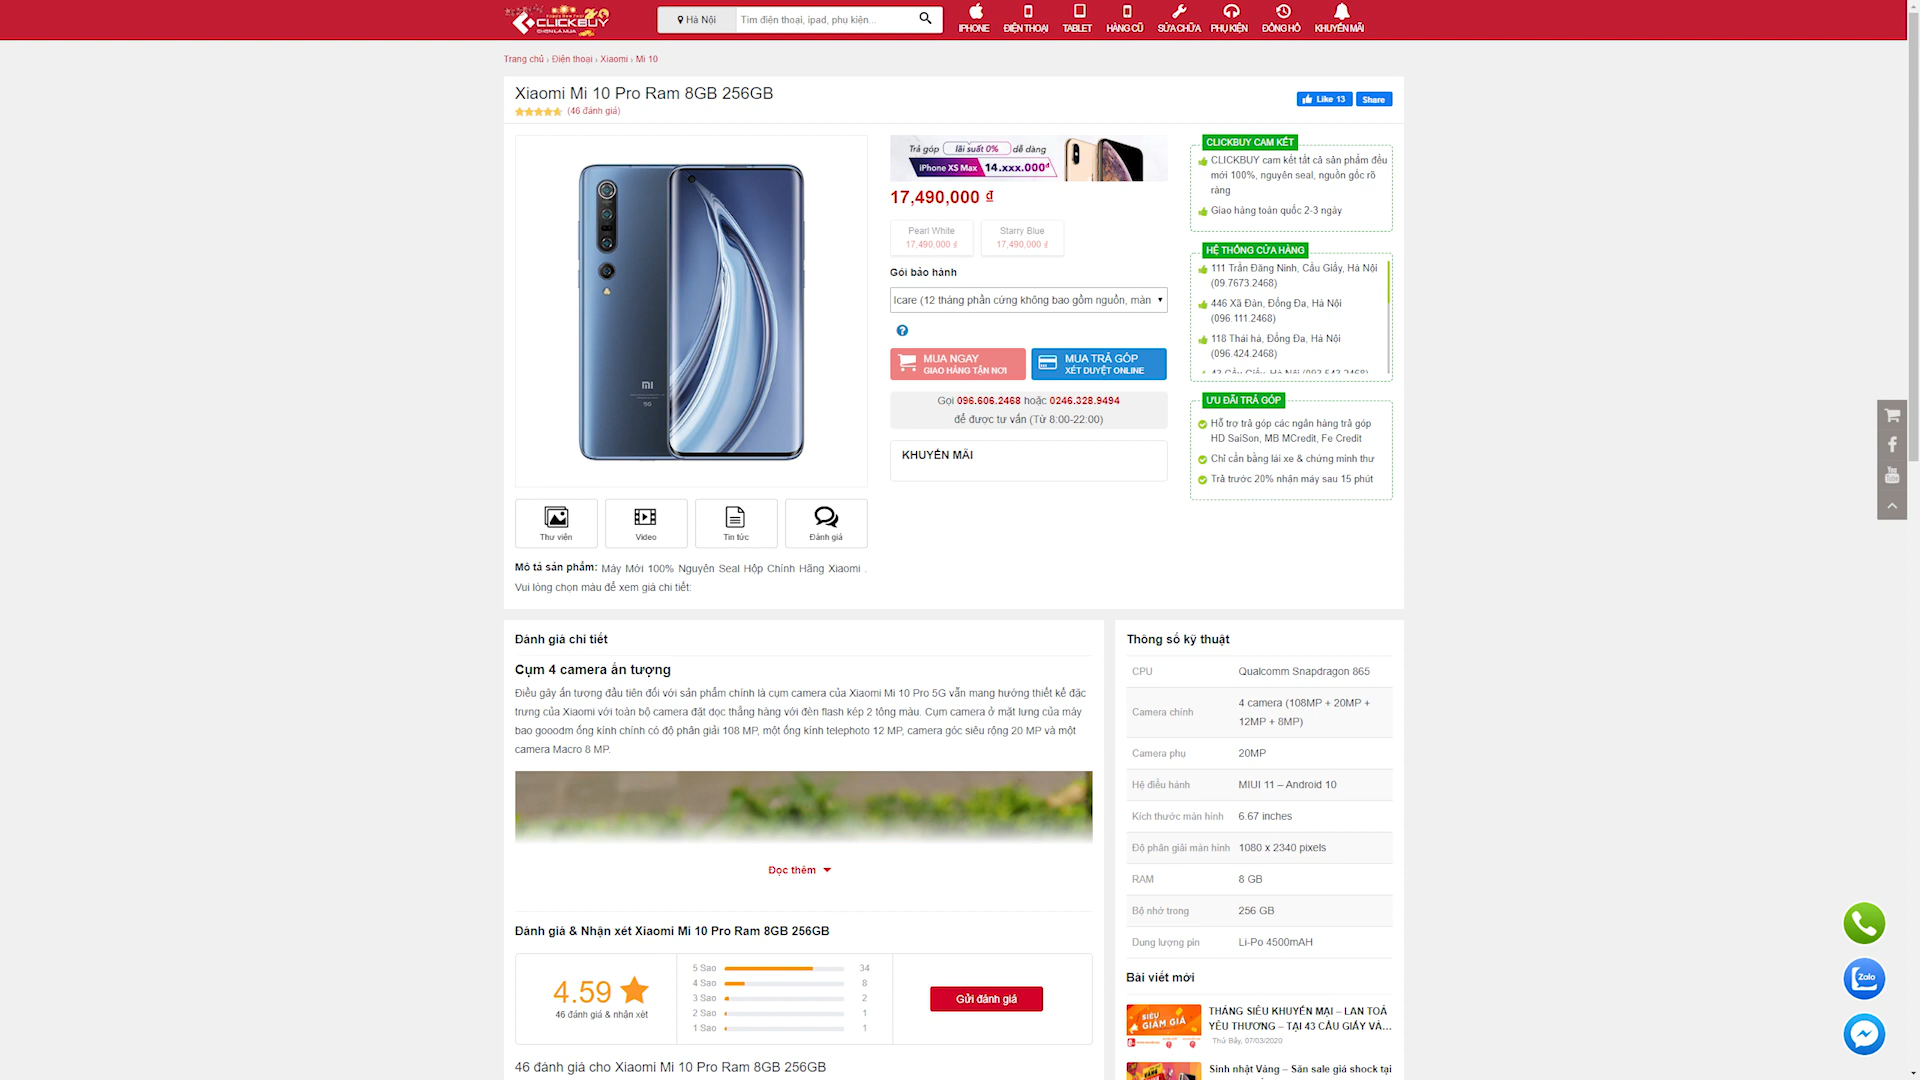 CLICKBUY
CHỌN LÀ MUA
Hà Nội
Tìm điện thoại, ipad, phụ kiện...
IPHONE
ĐIỆN THOẠI
TABLET
HÀNG CŨ
SỬA CHỮA
PHỤ KIỆN
ĐỒNG HỒ
KHUYẾN MÃI
Trang chủ › Điện thoại › Xiaomi › Mi 10
Xiaomi Mi 10 Pro Ram 8GB 256GB
(46 đánh giá)
Like 13
Share
Trả góp lãi suất 0% dễ dàng
iPhone XS Max 14.xxx.000đ
17,490,000 ₫
Pearl White
17,490,000 ₫
Starry Blue
17,490,000 ₫
Gói bảo hành
Icare (12 tháng phần cứng không bao gồm nguồn, màn
MUA NGAY
GIAO HÀNG TẬN NƠI
MUA TRẢ GÓP
XÉT DUYỆT ONLINE
Gọi 096.606.2468 hoặc 0246.328.9494
để được tư vấn (Từ 8:00-22:00)
KHUYẾN MÃI
CLICKBUY CAM KẾT
CLICKBUY cam kết tất cả sản phẩm đều
mới 100%, nguyên seal, nguồn gốc rõ
ràng
Giao hàng toàn quốc 2-3 ngày
HỆ THỐNG CỬA HÀNG
111 Trần Đăng Ninh, Cầu Giấy, Hà Nội
(09.7673.2468)
446 Xã Đàn, Đống Đa, Hà Nội
(096.111.2468)
118 Thái hà, Đống Đa, Hà Nội
(096.424.2468)
43 Cầu Giấy, Hà Nội (093.543.2468)
ƯU ĐÃI TRẢ GÓP
Hỗ trợ trả góp các ngân hàng trả góp
HD SaiSon, MB MCredit, Fe Credit
Chỉ cần bằng lái xe & chứng minh thư
Trả trước 20% nhận máy sau 15 phút
MI
5G
Thư viện
Video
Tin tức
Đánh giá
Mô tả sản phẩm: Máy Mới 100% Nguyên Seal Hộp Chính Hãng Xiaomi .
Vui lòng chọn màu để xem giá chi tiết:
Đánh giá chi tiết
Cụm 4 camera ấn tượng
Điều gây ấn tượng đầu tiên đối với sản phẩm chính là cụm camera của Xiaomi Mi 10 Pro 5G vẫn mang hướng thiết kế đặc
trưng của Xiaomi với toàn bộ camera đặt dọc thẳng hàng với đèn flash kép 2 tông màu. Cụm camera ở mặt lưng của máy
bao gooodm ống kính chính có độ phân giải 108 MP, một ống kính telephoto 12 MP, camera góc siêu rộng 20 MP và một
camera Macro 8 MP.
Đọc thêm
Đánh giá & Nhận xét Xiaomi Mi 10 Pro Ram 8GB 256GB
4.59
46 đánh giá & nhận xét
5 Sao 34
4 Sao 8
3 Sao 2
2 Sao 1
1 Sao 1
Gửi đánh giá
46 đánh giá cho Xiaomi Mi 10 Pro Ram 8GB 256GB
Thông số kỹ thuật
CPU Qualcomm Snapdragon 865
Camera chính 4 camera (108MP + 20MP +
12MP + 8MP)
Camera phụ 20MP
Hệ điều hành MIUI 11 – Android 10
Kích thước màn hình 6.67 inches
Độ phân giải màn hình 1080 x 2340 pixels
RAM 8 GB
Bộ nhớ trong 256 GB
Dung lượng pin Li-Po 4500mAH
Bài viết mới
SIÊU
GIẢM GIÁ
THÁNG SIÊU KHUYẾN MẠI – LAN TOẢ
YÊU THƯƠNG – TẠI 43 CẦU GIẤY VÀ...
Thứ Bảy, 07/03/2020
Sinh nhật Vàng – Săn sale giá shock tại
You
Tube
Zalo